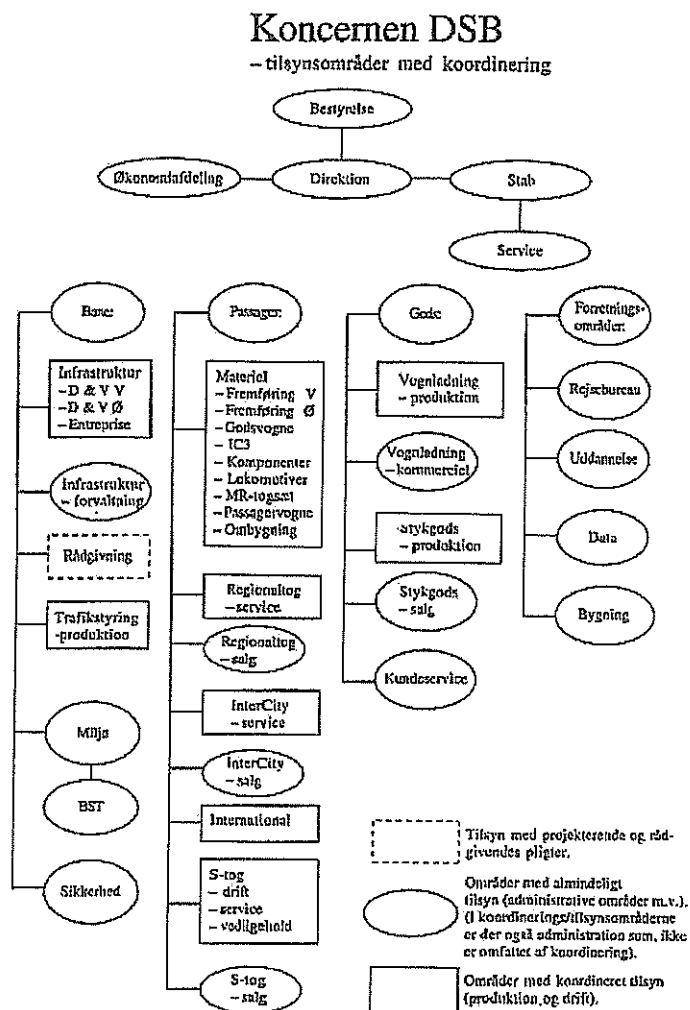 Koncernen DSB
– tilsynsområder med koordinering
Bestyrelse
Økonomiafdeling
Direktion
Stab
Service
Bane:
Infrastruktur
– D & V V
– D & V Ø
– Entreprise
Infrastruktur
– forvaltning
Rådgivning
Trafikstyring
-produktion
Miljø
BST
Sikkerhed
Passager:
Materiel
– Fremføring V
– Fremføring Ø
– Godsvogne
– IC3
– Komponenter
– Lokomotiver
– MR-togsæt
– Passagervogne
– Ombygning
Regionaltog
– service
Regionaltog
– salg
InterCity
– service
InterCity
– salg
International
S-tog
– drift
– service
– vedligehold
S-tog
– salg
Gods:
Vognladning
– produktion
Vognladning
– kommerciel
Stykgods
– produktion
Stykgods
– salg
Kundeservice
Forretnings-
områder:
Rejsebureau
Uddannelse
Data
Bygning
Tilsyn med projekterende og råd-
givendes pligter.
Områder med almindeligt
tilsyn (administrative områder m.v.).
(I koordinerings/tilsynsområderne
er der også administration som, ikke
er omfattet af koordinering).
Områder med koordineret tilsyn
(produktion og drift).